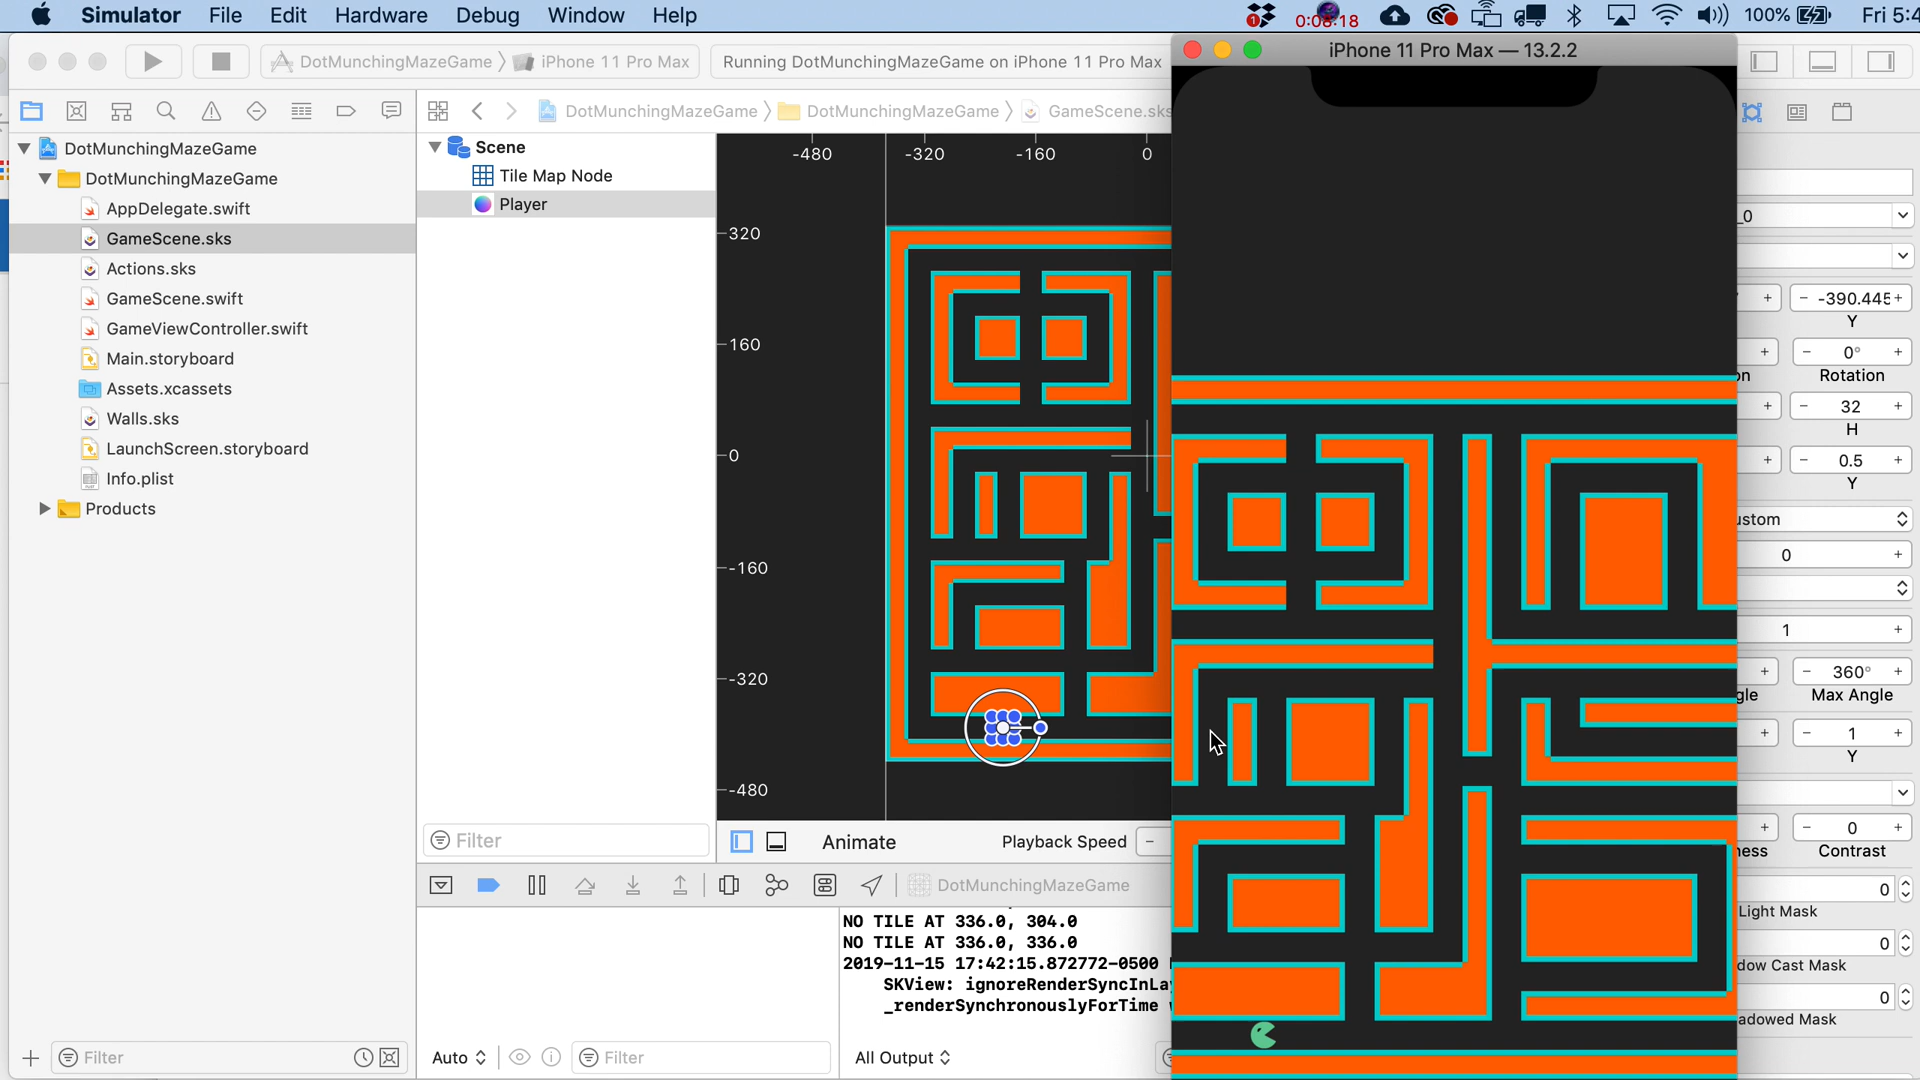 Simulator File Edit Hardware Debug Window Help
1 0:08:18 100% Fri 5:4
iPhone 11 Pro Max — 13.2.2
DotMunchingMazeGame iPhone 11 Pro Max
Running DotMunchingMazeGame on iPhone 11 Pro Max
DotMunchingMazeGame DotMunchingMazeGame GameScene.sks
DotMunchingMazeGame
DotMunchingMazeGame
AppDelegate.swift
GameScene.sks
Actions.sks
GameScene.swift
GameViewController.swift
Main.storyboard
Assets.xcassets
Walls.sks
LaunchScreen.storyboard
Info.plist
Products
Filter
Scene
Tile Map Node
Player
Filter
-480 -320 -160 0
320
160
0
-160
-320
-480
Animate Playback Speed
DotMunchingMazeGame
NO TILE AT 336.0, 304.0
NO TILE AT 336.0, 336.0
2019-11-15 17:42:15.872772-0500
SKView: ignoreRenderSyncInLay
_renderSynchronouslyForTime
Auto
Filter
All Output
_0
-390.445
Y
0°
on Rotation
32
H
0.5
Y
ustom
0
1
360°
gle Max Angle
1
Y
0
ness Contrast
0
Light Mask
0
dow Cast Mask
0
adowed Mask